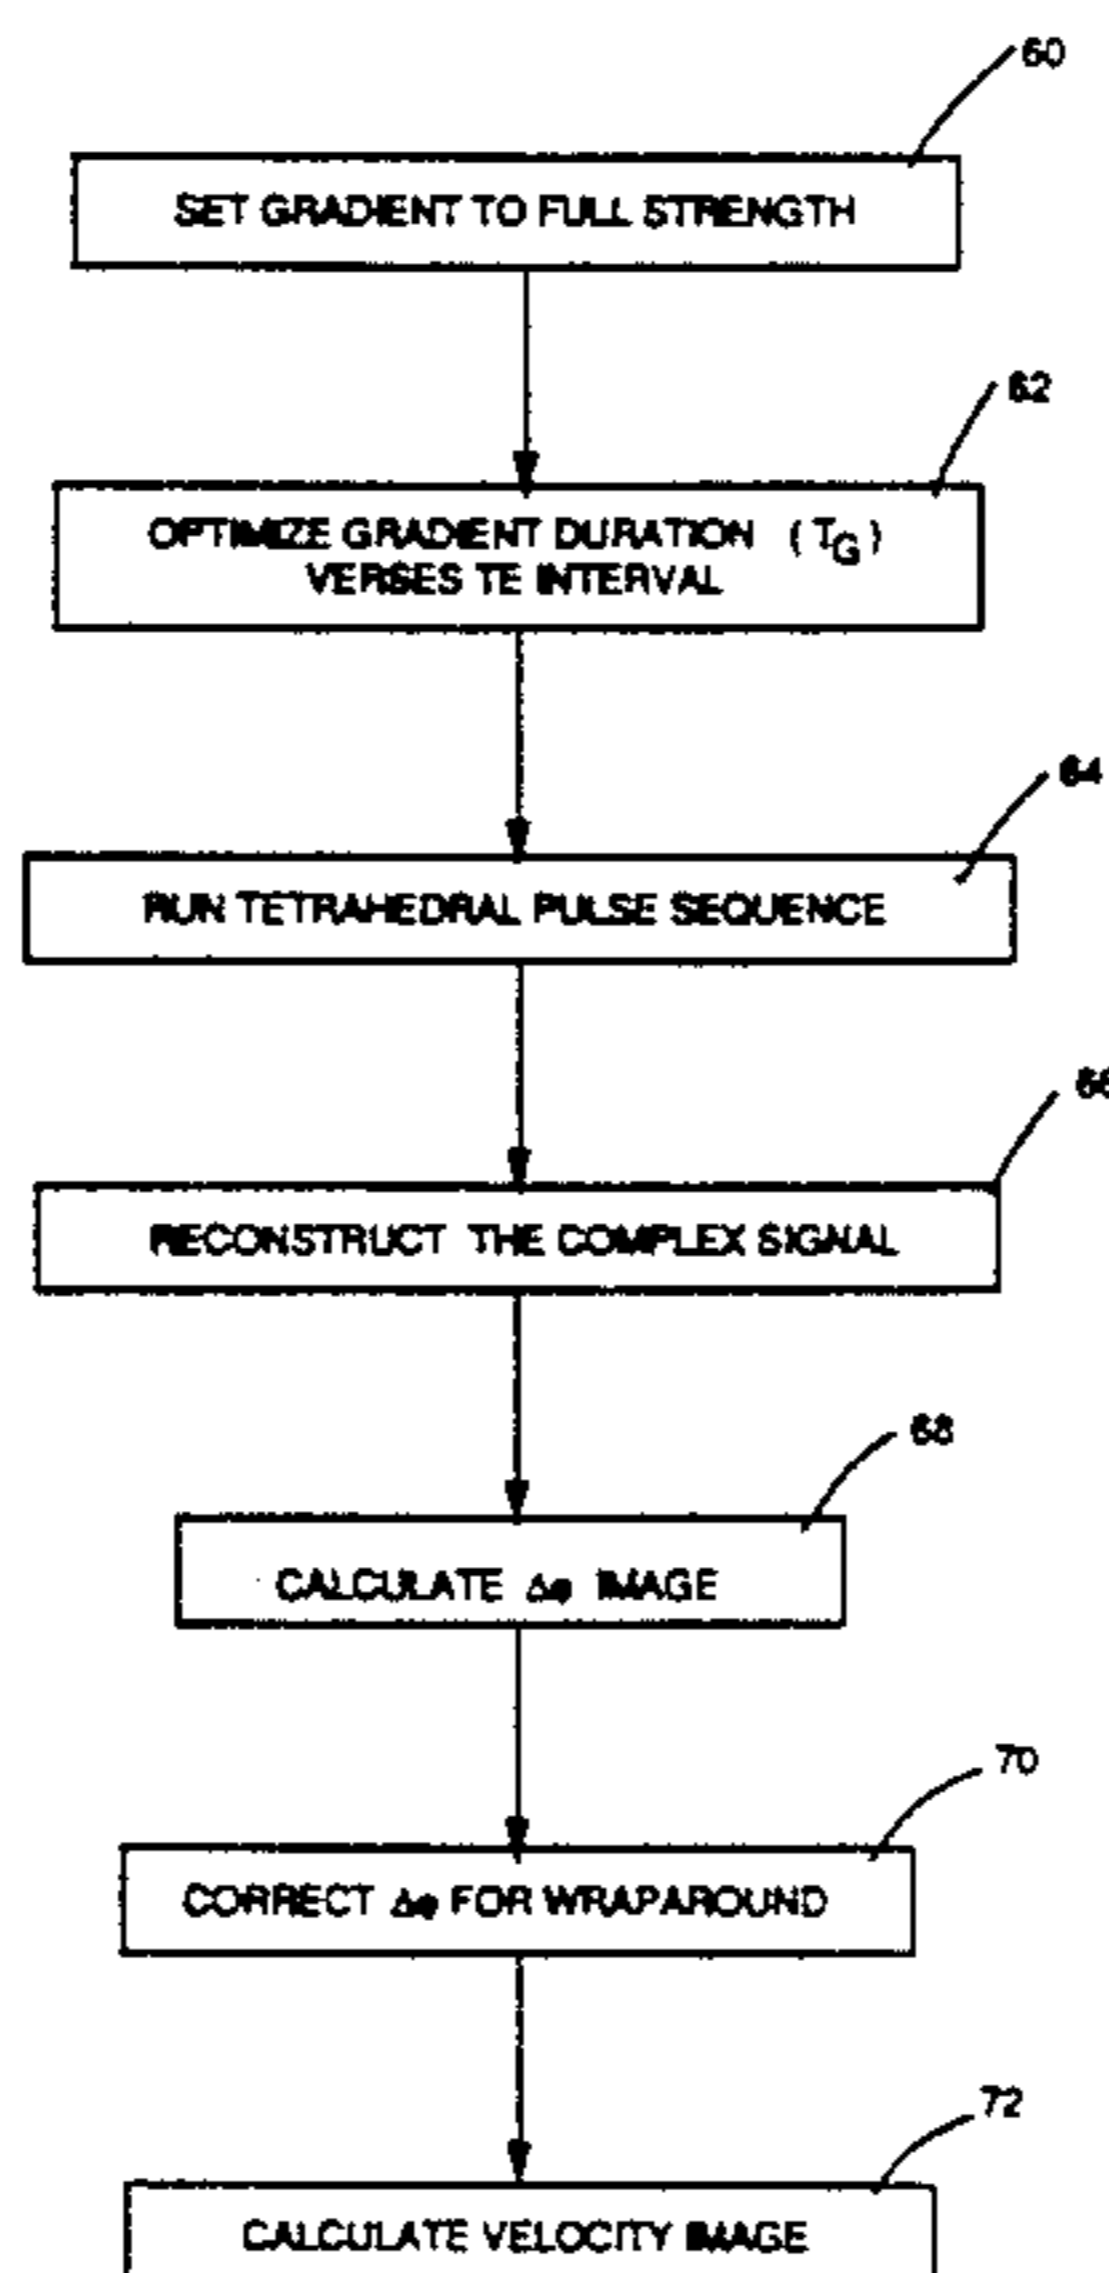 60
SET GRADIENT TO FULL STRENGTH
62
OPTIMIZE GRADIENT DURATION (TG)
VERSES TE INTERVAL
64
RUN TETRAHEDRAL PULSE SEQUENCE
66
RECONSTRUCT THE COMPLEX SIGNAL
68
CALCULATE Δφ IMAGE
70
CORRECT Δφ FOR WRAPAROUND
72
CALCULATE VELOCITY IMAGE